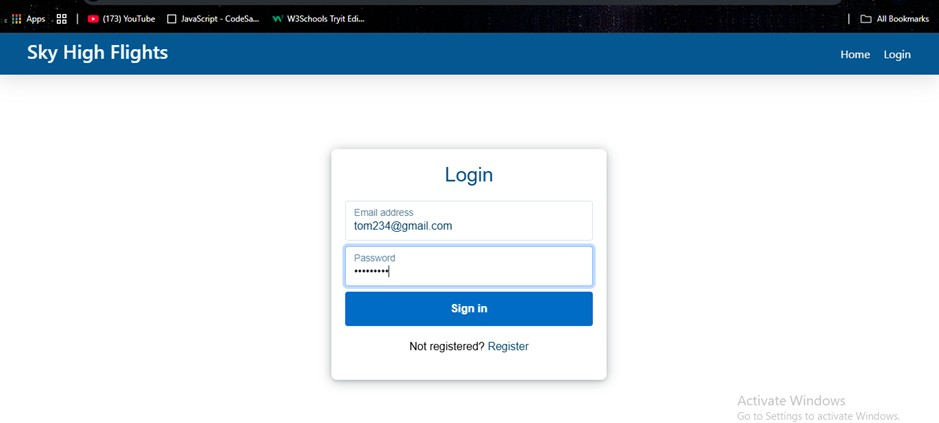 Apps (173) YouTube JavaScript - CodeSa... W3Schools Tryit Edi... All Bookmarks
Sky High Flights Home Login
Login
Email address
tom234@gmail.com
Password
•••••••••
Sign in
Not registered? Register
Activate Windows
Go to Settings to activate Windows.